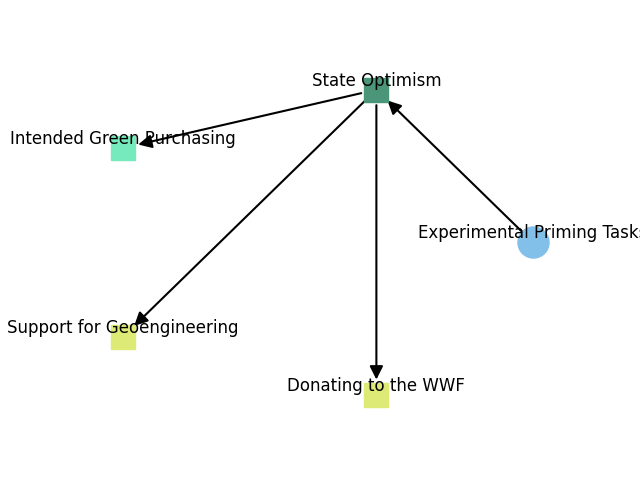 State Optimism
Intended Green Purchasing
Experimental Priming Tasks
Support for Geoengineering
Donating to the WWF